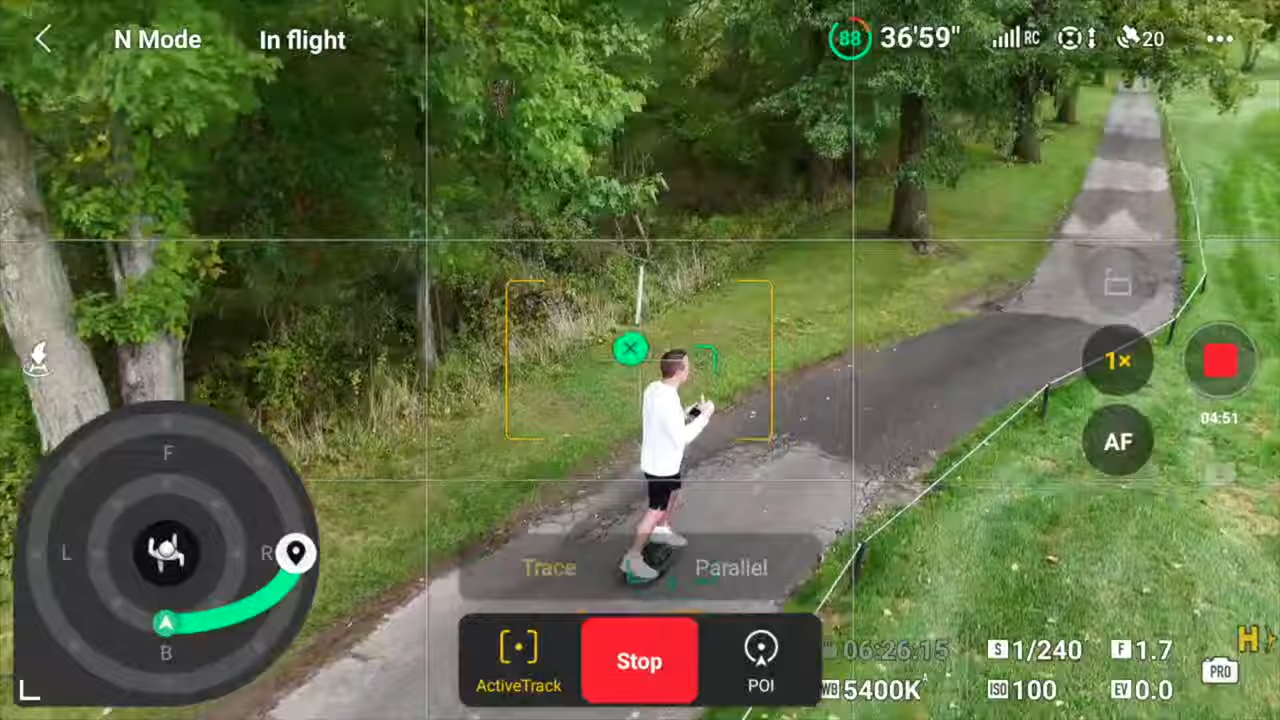 N Mode
In flight
88
36'59"
RC
20
1×
AF
04:51
F
L
R
B
Trace
Parallel
ActiveTrack
Stop
POI
06:26:15
S 1/240
F 1.7
WB 5400K A
ISO 100
EV 0.0
H
PRO